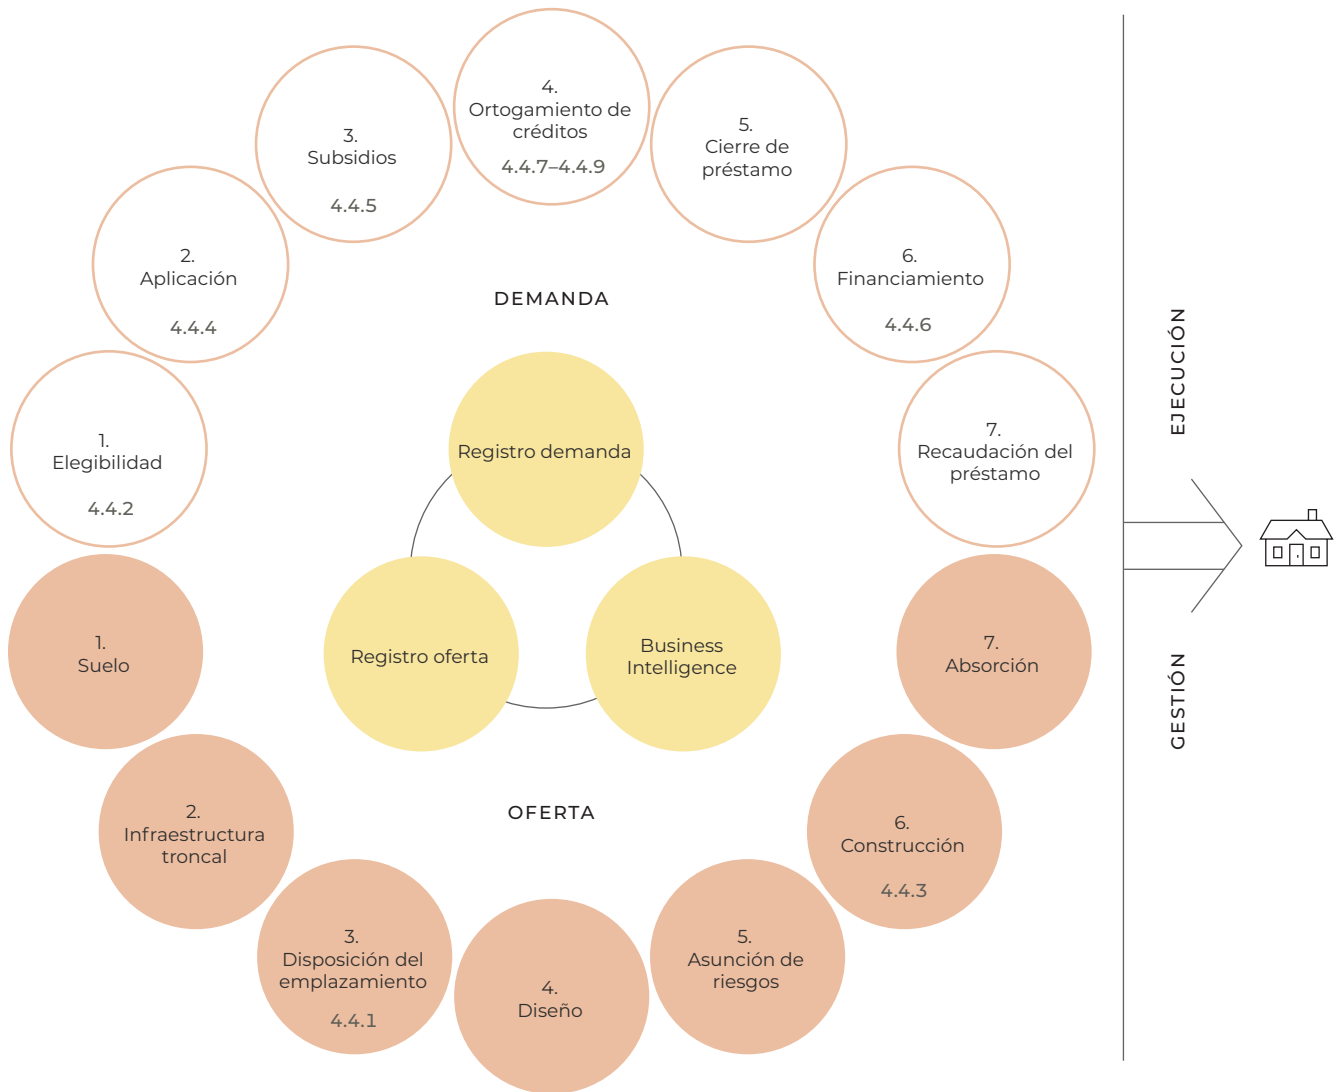 4.
Ortogamiento de
créditos
4.4.7–4.4.9
3.
Subsidios
4.4.5
5.
Cierre de
préstamo
2.
Aplicación
4.4.4
6.
Financiamiento
4.4.6
DEMANDA
1.
Elegibilidad
4.4.2
7.
Recaudación del
préstamo
Registro demanda
Registro oferta
Business
Intelligence
1.
Suelo
7.
Absorción
2.
Infraestructura
troncal
OFERTA
6.
Construcción
4.4.3
3.
Disposición del
emplazamiento
4.4.1
4.
Diseño
5.
Asunción de
riesgos
EJECUCIÓN
GESTIÓN